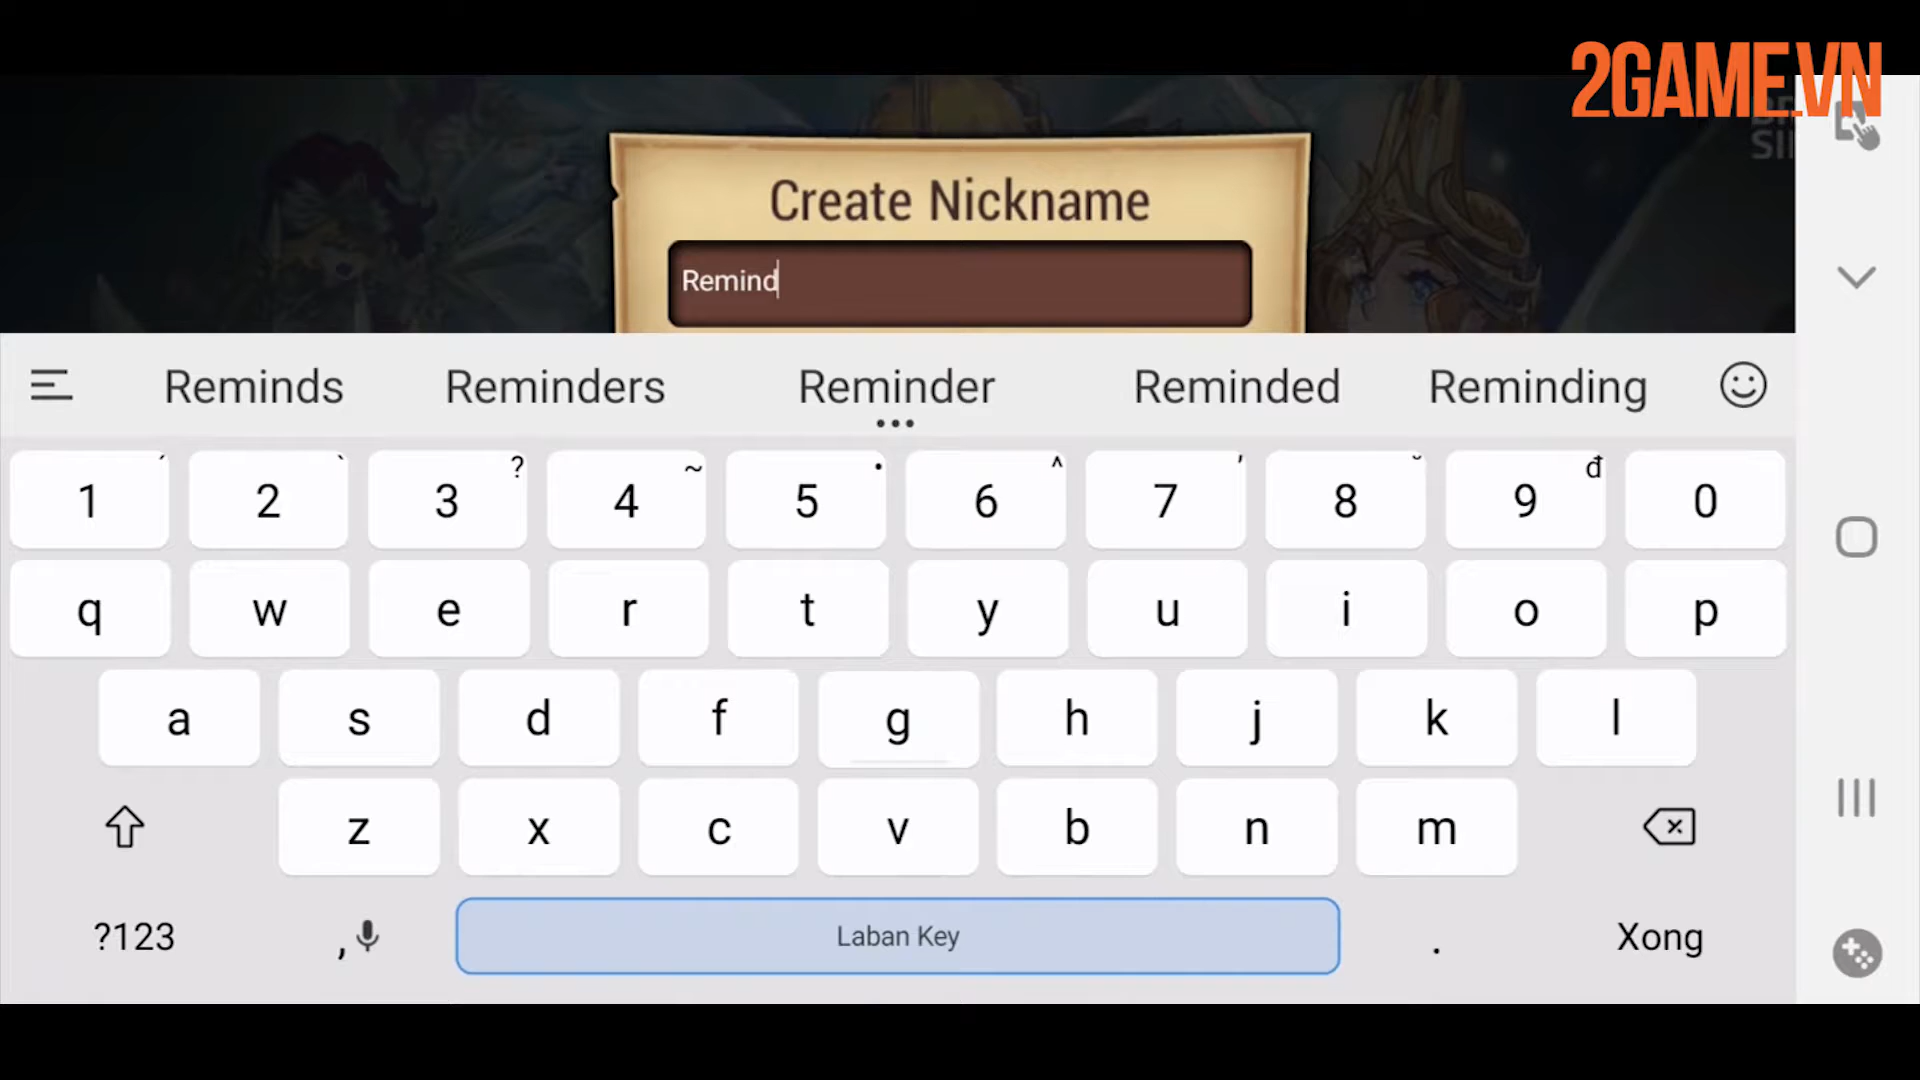 2GAME.VN
Create Nickname
Remind
Reminds Reminders Reminder Reminded Reminding
1 2 3 ? 4 ~ 5 6 ^ 7 8 9 đ 0
q w e r t y u i o p
a s d f g h j k l
z x c v b n m
?123 , Laban Key . Xong